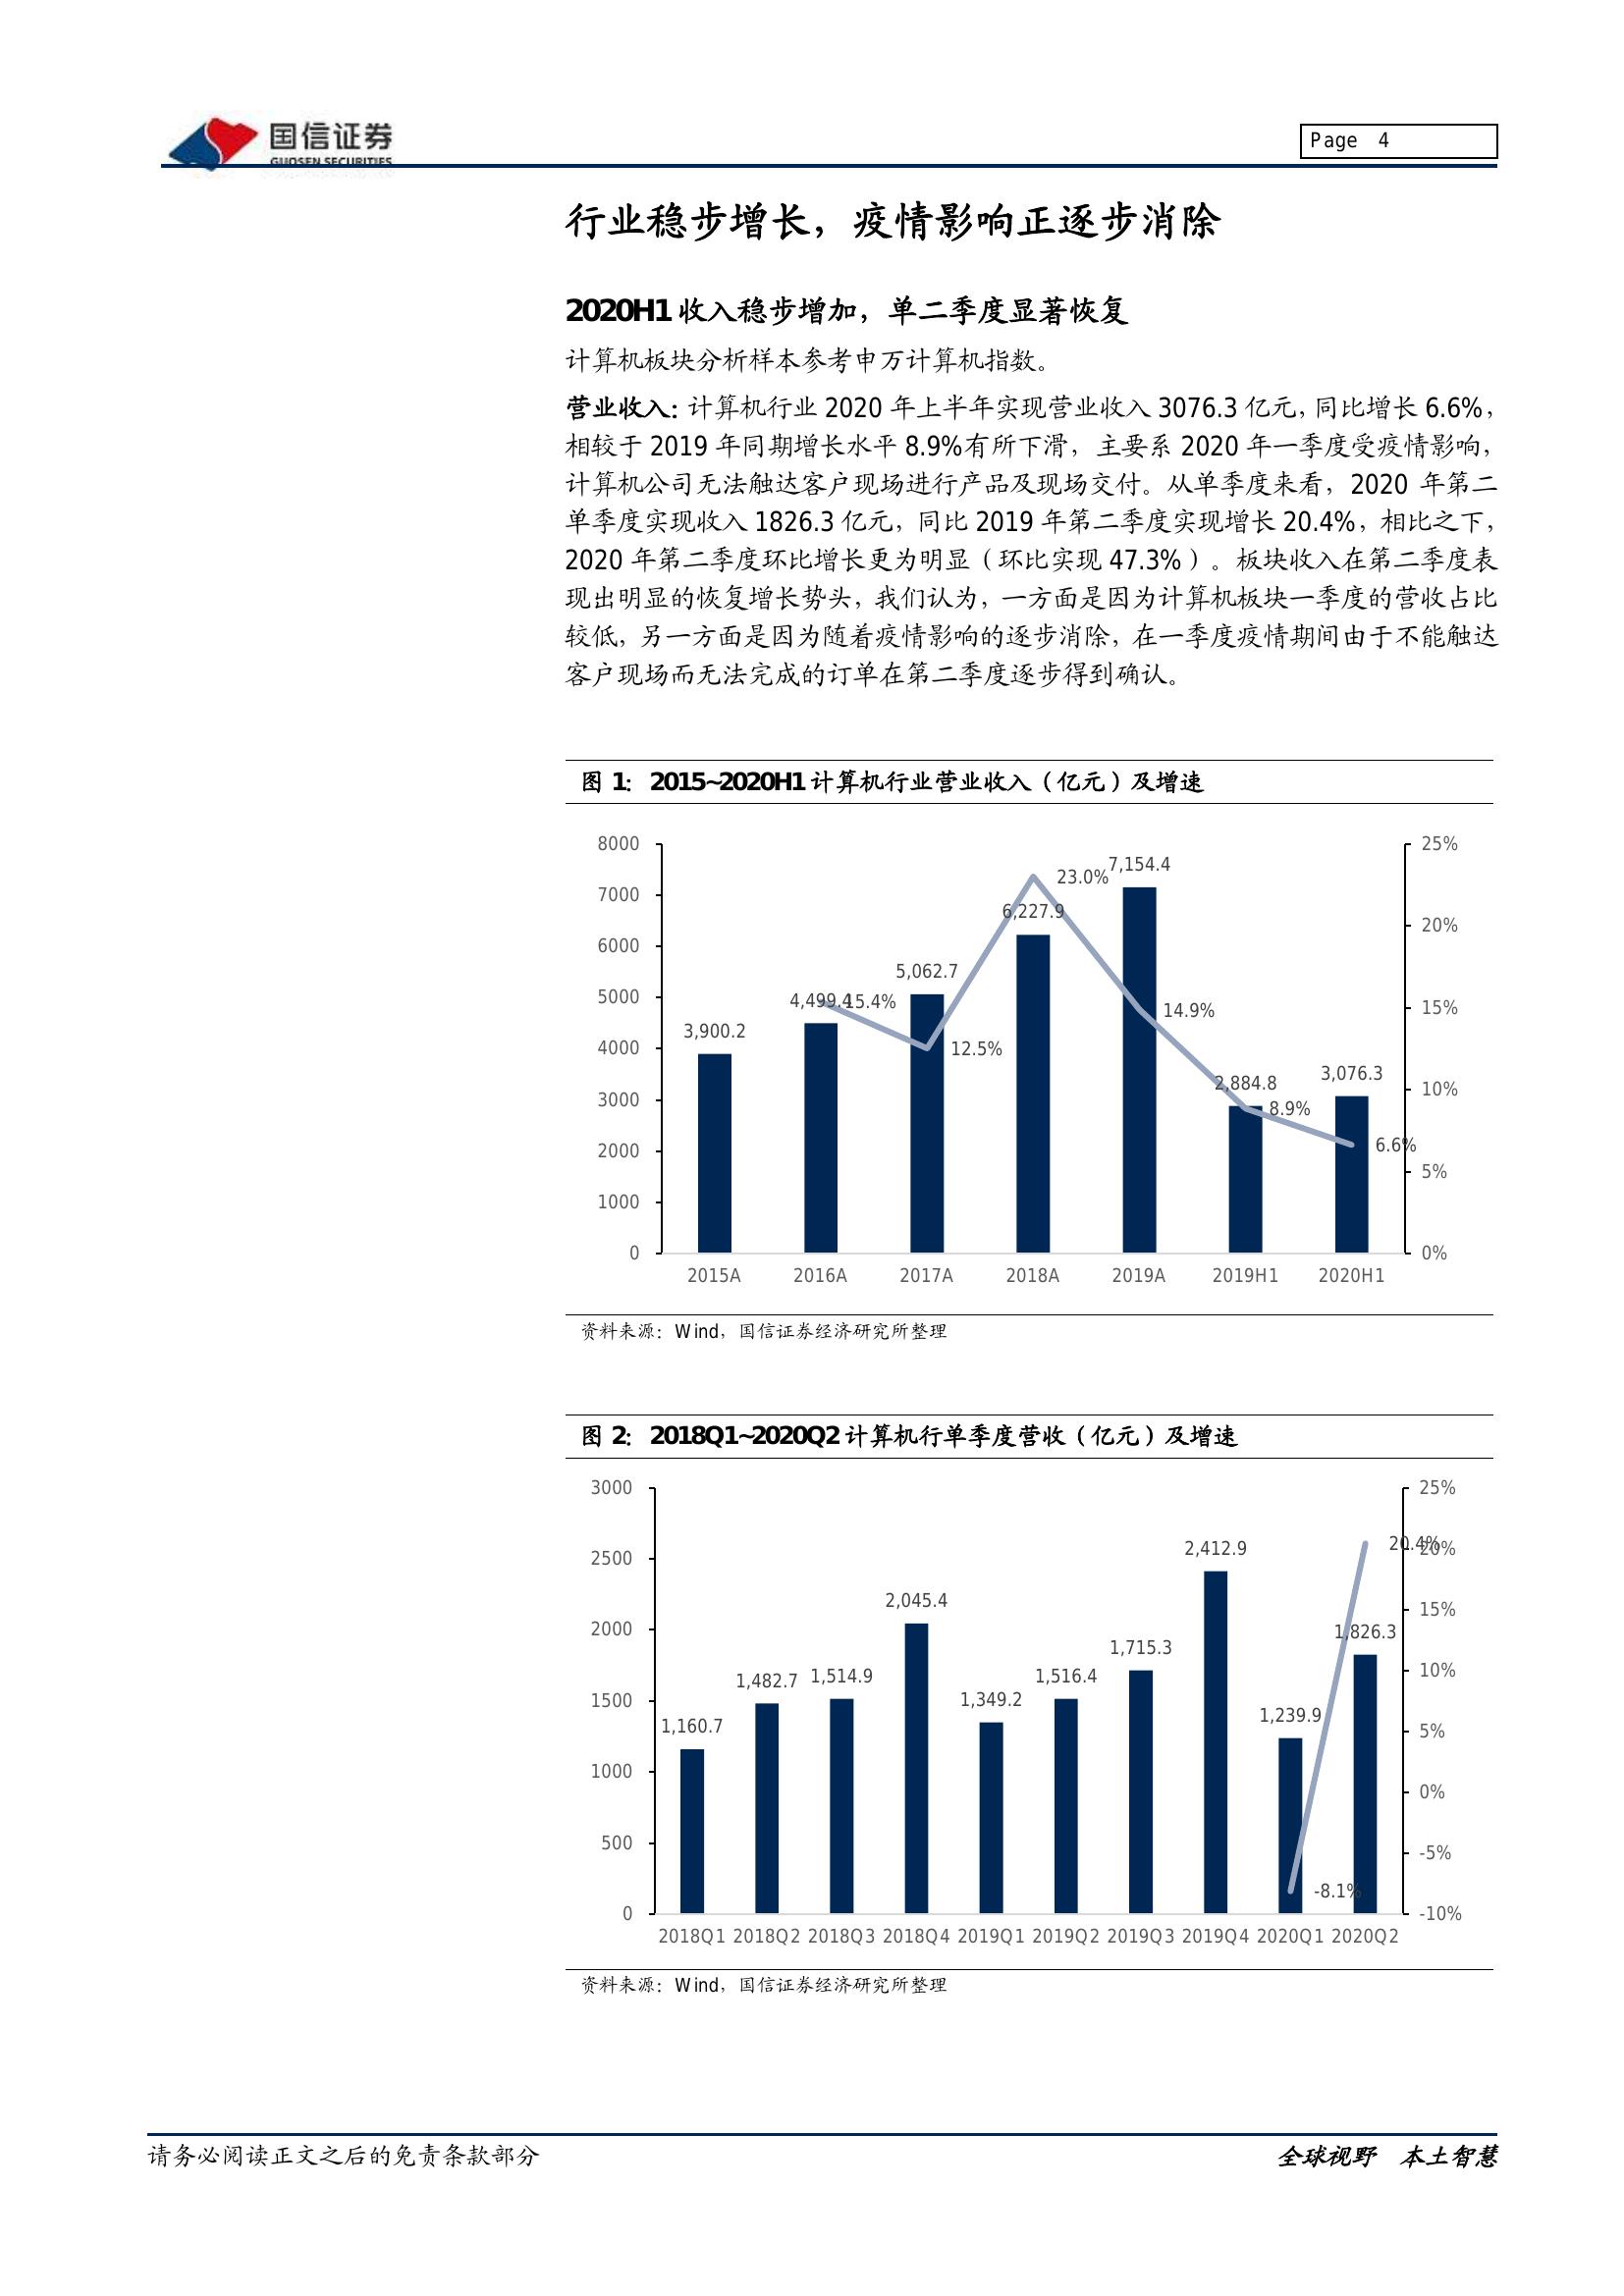 国信证券
GUOSEN SECURITIES
Page 4
行业稳步增长，疫情影响正逐步消除
2020H1 收入稳步增加，单二季度显著恢复
计算机板块分析样本参考申万计算机指数。
营业收入：计算机行业 2020 年上半年实现营业收入 3076.3 亿元，同比增长 6.6%，
相较于 2019 年同期增长水平 8.9%有所下滑，主要系 2020 年一季度受疫情影响，
计算机公司无法触达客户现场进行产品及现场交付。从单季度来看，2020 年第二
单季度实现收入 1826.3 亿元，同比 2019 年第二季度实现增长 20.4%，相比之下，
2020 年第二季度环比增长更为明显（环比实现 47.3%）。板块收入在第二季度表
现出明显的恢复增长势头，我们认为，一方面是因为计算机板块一季度的营收占比
较低，另一方面是因为随着疫情影响的逐步消除，在一季度疫情期间由于不能触达
客户现场而无法完成的订单在第二季度逐步得到确认。
图 1： 2015~2020H1 计算机行业营业收入（亿元）及增速
8000
7000
6000
5000
4000
3000
2000
1000
0
3,900.2
4,499.4
5,062.7
6,227.9
7,154.4
2,884.8
3,076.3
15.4%
12.5%
23.0%
14.9%
8.9%
6.6%
25%
20%
15%
10%
5%
0%
2015A 2016A 2017A 2018A 2019A 2019H1 2020H1
资料来源：Wind，国信证券经济研究所整理
图 2： 2018Q1~2020Q2 计算机行单季度营收（亿元）及增速
3000
2500
2000
1500
1000
500
0
1,160.7
1,482.7
1,514.9
2,045.4
1,349.2
1,516.4
1,715.3
2,412.9
1,239.9
1,826.3
-8.1%
20.4%
25%
20%
15%
10%
5%
0%
-5%
-10%
2018Q1 2018Q2 2018Q3 2018Q4 2019Q1 2019Q2 2019Q3 2019Q4 2020Q1 2020Q2
资料来源：Wind，国信证券经济研究所整理
请务必阅读正文之后的免责条款部分
全球视野 本土智慧